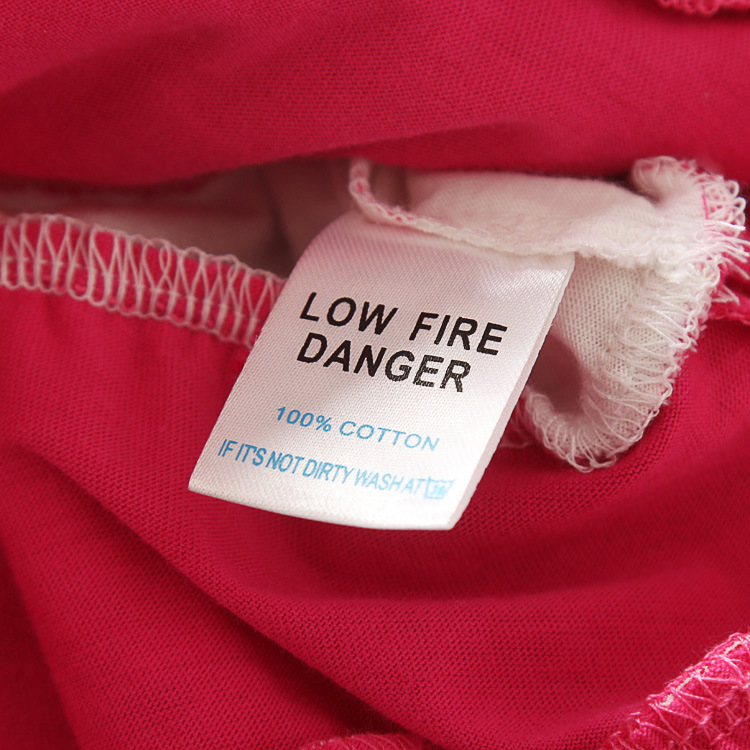 LOW FIRE
DANGER
100% COTTON
IF IT'S NOT DIRTY WASH AT